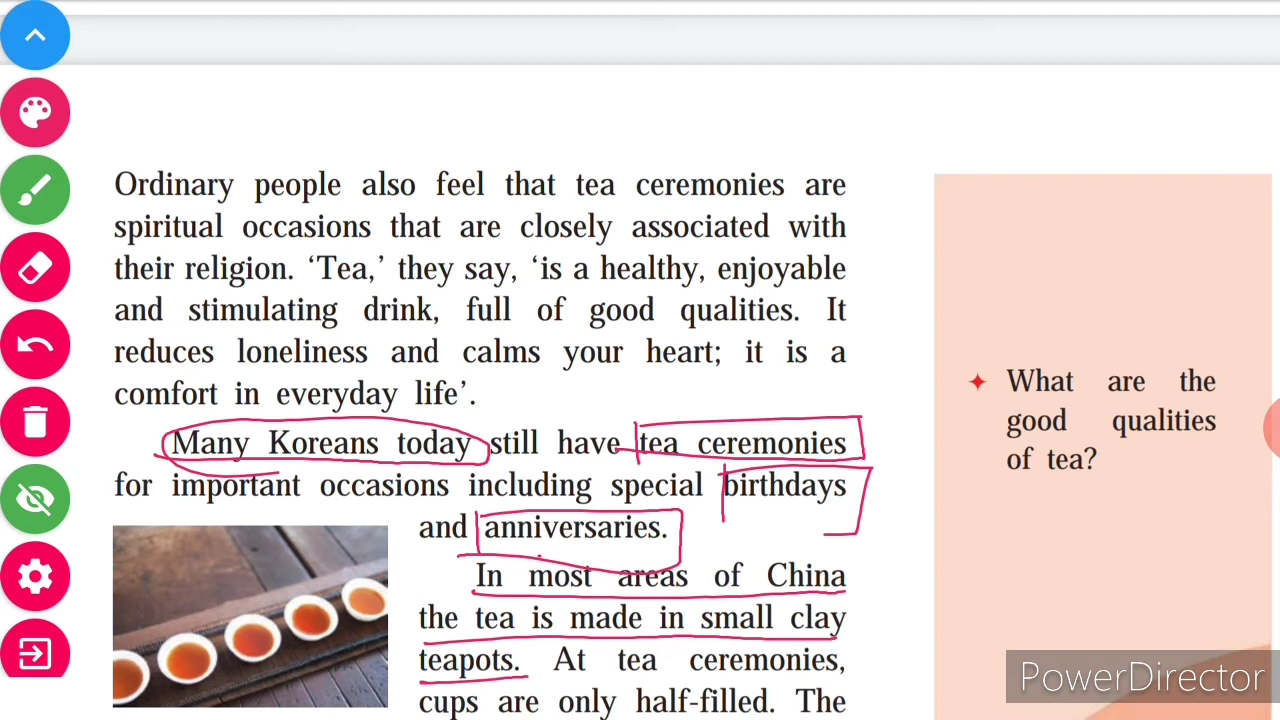 Ordinary people also feel that tea ceremonies are
spiritual occasions that are closely associated with
their religion. ‘Tea,’ they say, ‘is a healthy, enjoyable
and stimulating drink, full of good qualities. It
reduces loneliness and calms your heart; it is a
comfort in everyday life’.
Many Koreans today still have tea ceremonies
for important occasions including special birthdays
and anniversaries.
In most areas of China
the tea is made in small clay
teapots. At tea ceremonies,
cups are only half-filled. The
What are the
good qualities
of tea?
PowerDirector